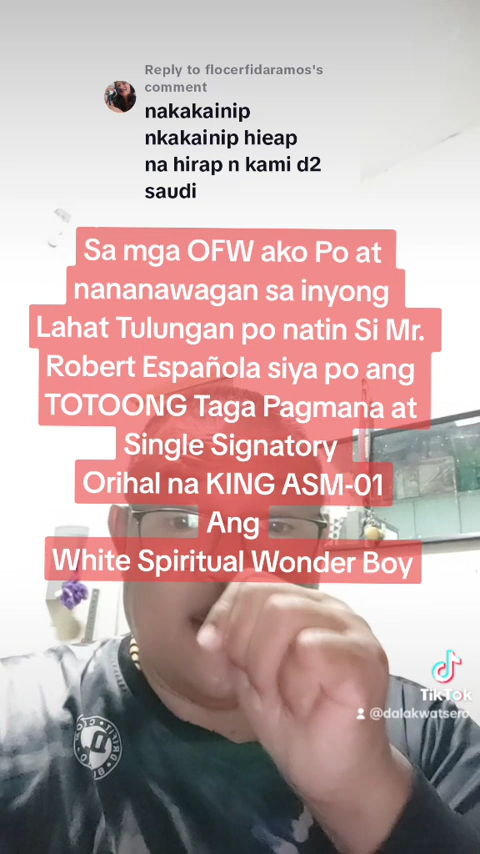 Reply to flocerfidaramos's
comment
nakakainip
nkakainip hieap
na hirap n kami d2
saudi
Sa mga OFW ako Po at
nananawagan sa inyong
Lahat Tulungan po natin Si Mr.
Robert Española siya po ang
TOTOONG Taga Pagmana at
Single Signatory
Orihal na KING ASM-01
Ang
White Spiritual Wonder Boy
TikTok
@dalakwatsero